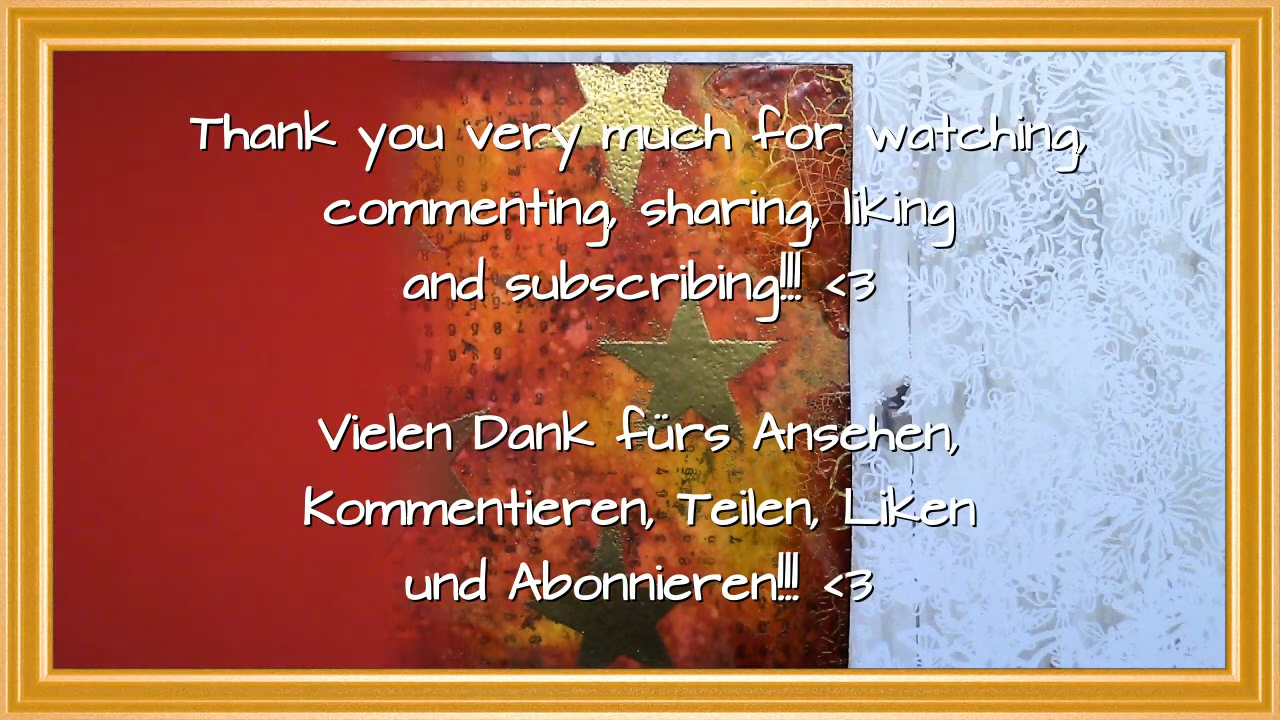 Thank you very much for watching,
commenting, sharing, liking
and subscribing!!! <3
Vielen Dank fürs Ansehen,
Kommentieren, Teilen, Liken
und Abonnieren!!! <3